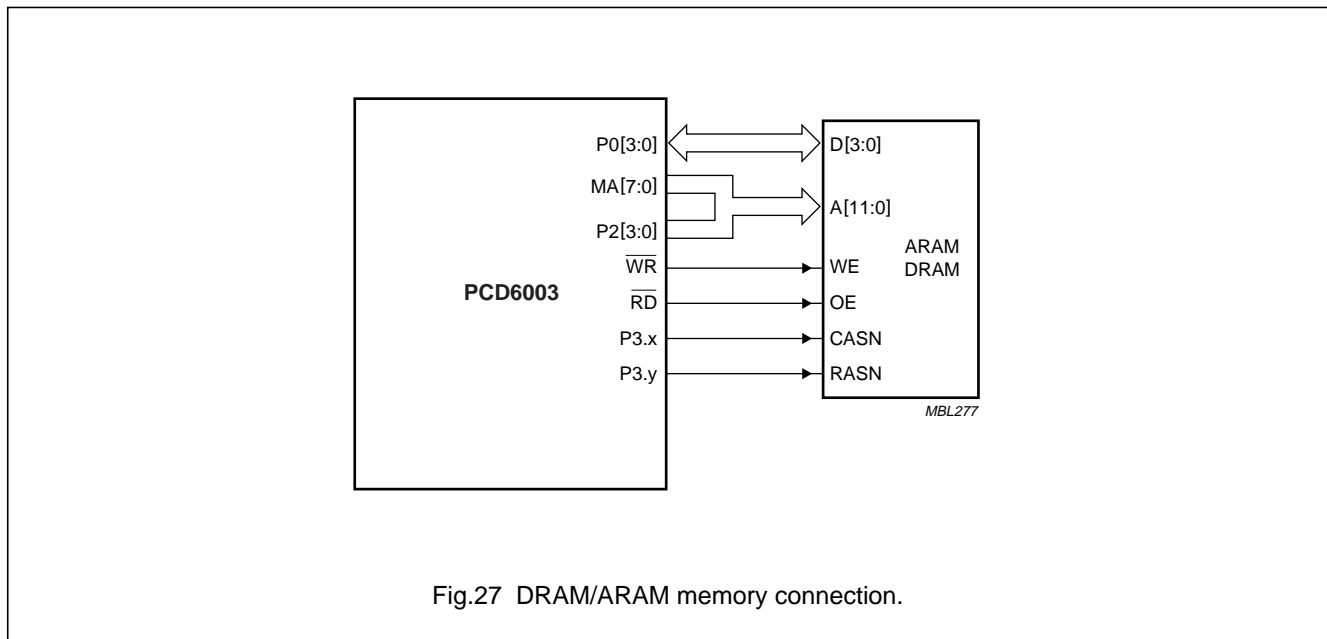 P0[3:0]
D[3:0]
MA[7:0]
A[11:0]
P2[3:0]
ARAM
DRAM
WR
WE
PCD6003
RD
OE
P3.x
CASN
P3.y
RASN
MBL277
Fig.27 DRAM/ARAM memory connection.